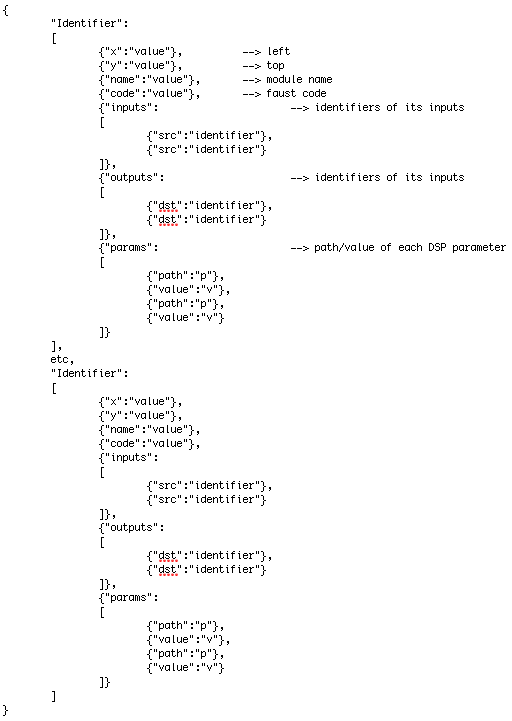 {
"Identifier":
[
{"x":"value"}, --> left
{"y":"value"}, --> top
{"name":"value"}, --> module name
{"code":"value"}, --> faust code
{"inputs": --> identifiers of its inputs
[
{"src":"identifier"},
{"src":"identifier"}
]},
{"outputs": --> identifiers of its inputs
[
{"dst":"identifier"},
{"dst":"identifier"}
]},
{"params": --> path/value of each DSP parameter
[
{"path":"p"},
{"value":"v"},
{"path":"p"},
{"value":"v"}
]}
],
etc,
"Identifier":
[
{"x":"value"},
{"y":"value"},
{"name":"value"},
{"code":"value"},
{"inputs":
[
{"src":"identifier"},
{"src":"identifier"}
]},
{"outputs":
[
{"dst":"identifier"},
{"dst":"identifier"}
]},
{"params":
[
{"path":"p"},
{"value":"v"},
{"path":"p"},
{"value":"v"}
]}
]
}